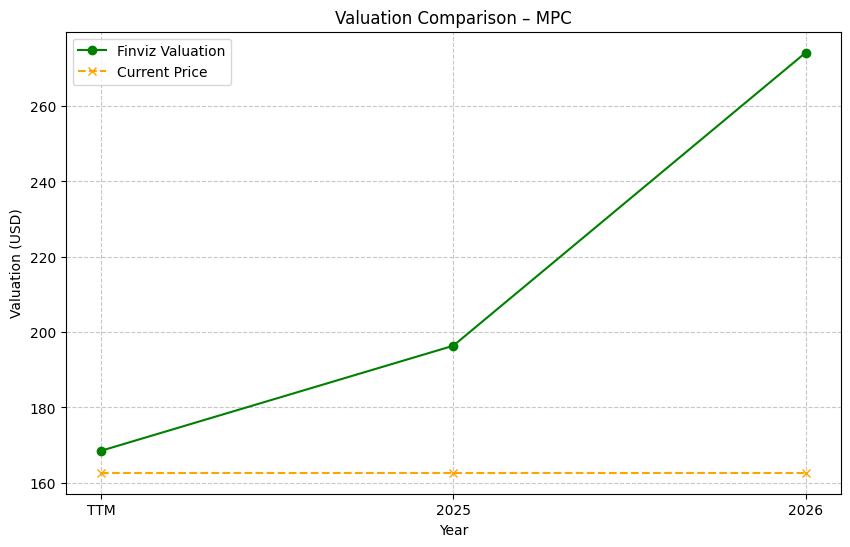 Valuation Comparison – MPC
Finviz Valuation
Current Price
Valuation (USD)
260
240
220
200
180
160
TTM
2025
2026
Year